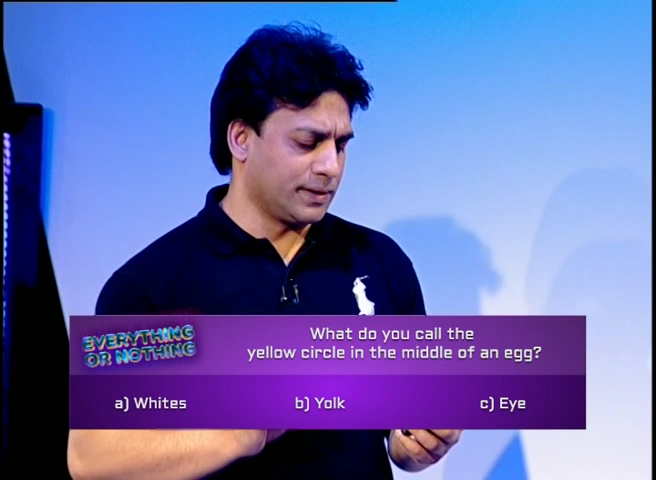 EVERYTHING
OR NOTHING
What do you call the
yellow circle in the middle of an egg?
a) Whites
b) Yolk
c) Eye